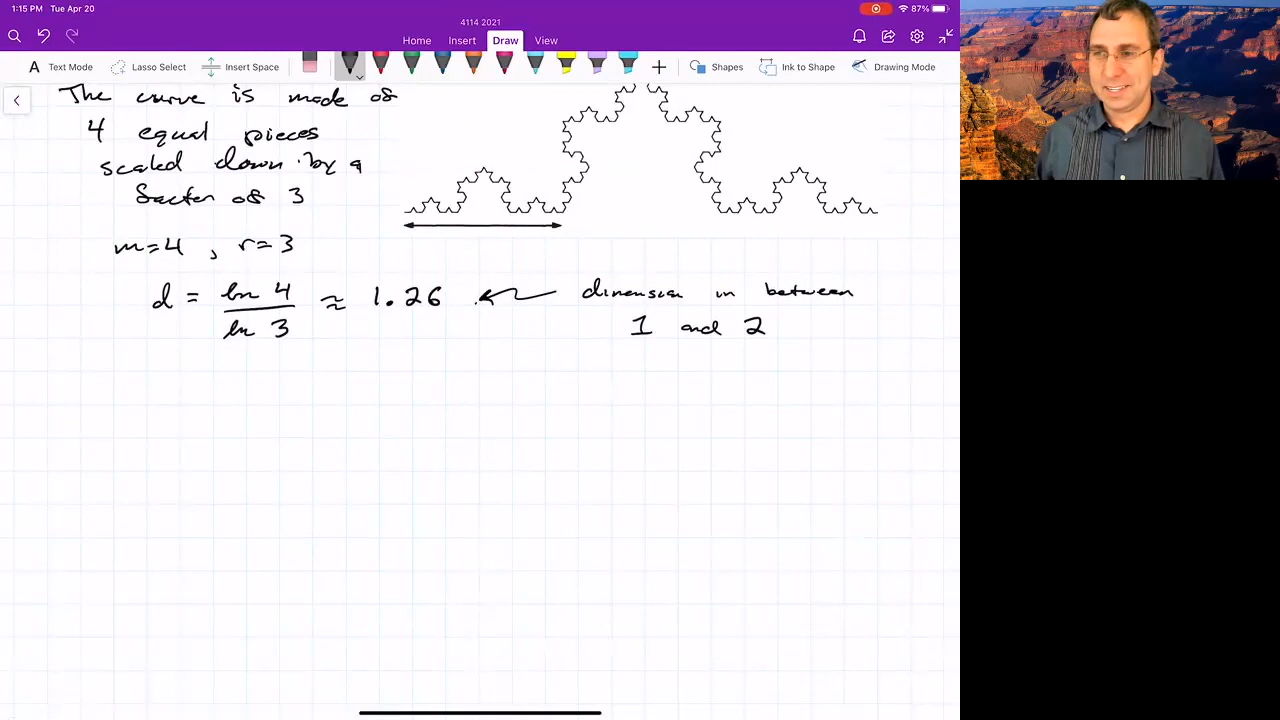 1:15 PM Tue Apr 20
87%
4114 2021
Home Insert Draw View
Text Mode Lasso Select Insert Space Shapes Ink to Shape Drawing Mode
The curve is made of
4 equal pieces
scaled down by a
factor of 3
m=4 , r=3
d = ln 4 / ln 3 ≈ 1.26
dimension in between
1 and 2